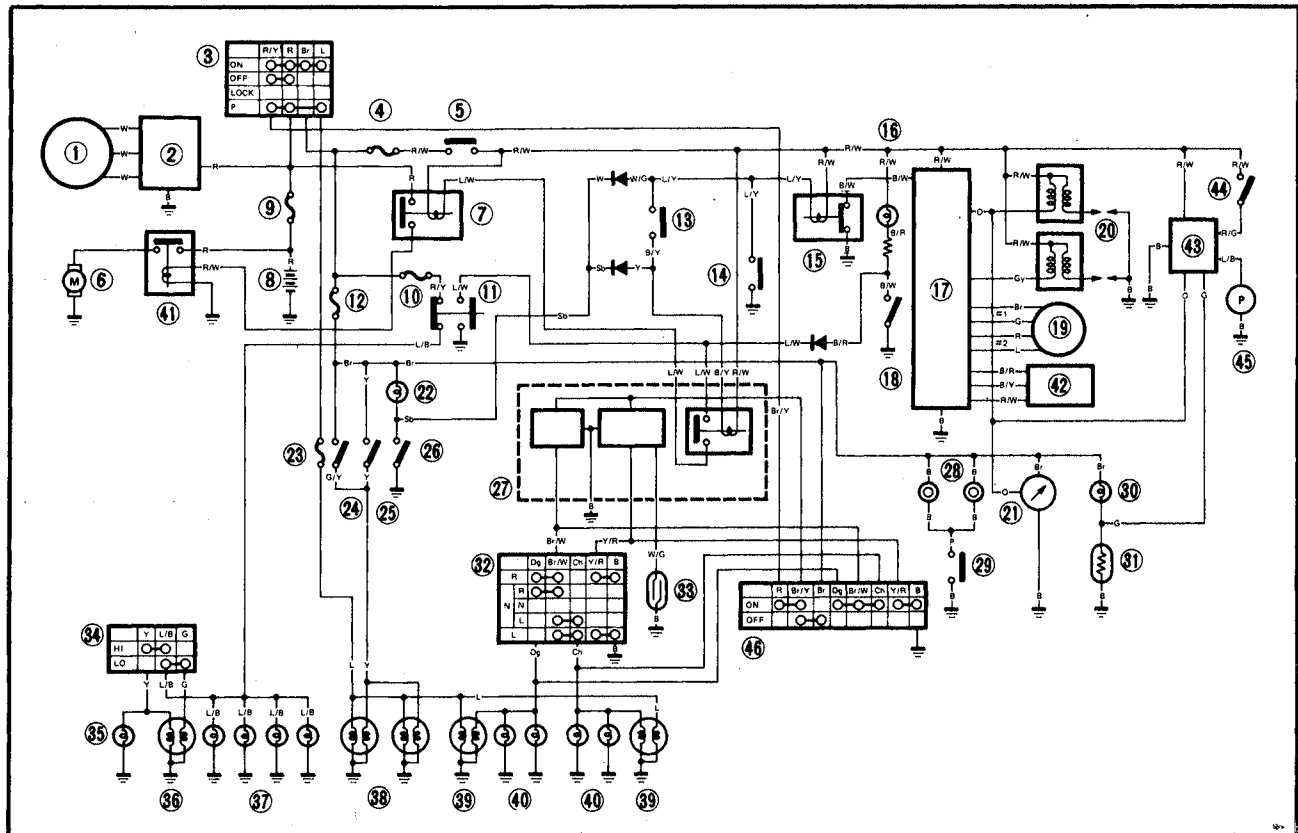 R/Y R Br L
ON
OFF
LOCK
P
3
4
5
16
1
2
W
W
W
R
B
R/W
R/W
R/W
R/W
R/W
R/W
R/W
R/W
R/W
R
L/W
W
W/G
L/Y
L/Y
L/Y
B/W
B/W
R/W
O
R/W
44
9
7
13
15
20
43
R/G
L/B
B
B/R
B/Y
Sb
Y
14
B
Gy
R/W
6
M
R
R/W
R
8
41
12
10
R/Y
L/W
11
Sb
17
B/W
B
O
G
P
B
45
Br
#1
G
R
#2
L
19
L/B
L/W
B/R
18
B/R
B/Y
R/W
42
Br
Y
Br
22
L/W
B/Y
R/W
Br/Y
B
Sb
23
26
27
B
28
B
B
B
Br
O
21
Br
30
G
G/Y
Y
24
25
B
Br/W
Y/R
W/G
32
Dg Br/W Ch Y/R B
R
R
N N
L
L
33
B
P
29
B
B
31
B
R Br/Y Br Dg Br/W Ch Y/R B
ON
OFF
46
34
Y L/B G
HI
LO
Dg
Ch
B
Y
L/B
G
L
Y
L
L
35
L/B
L/B
L/B
L/B
36
37
38
39
40
40
39